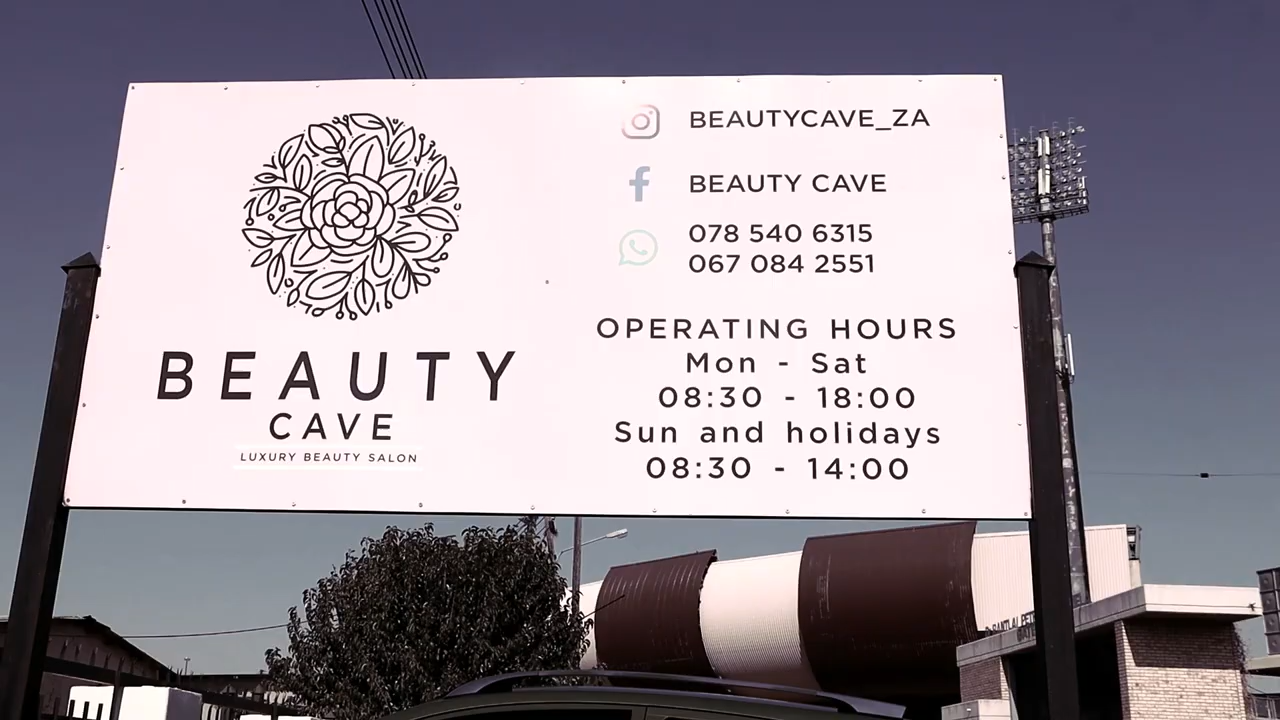 BEAUTY
CAVE
LUXURY BEAUTY SALON
BEAUTYCAVE_ZA
BEAUTY CAVE
078 540 6315
067 084 2551
OPERATING HOURS
Mon - Sat
08:30 - 18:00
Sun and holidays
08:30 - 14:00